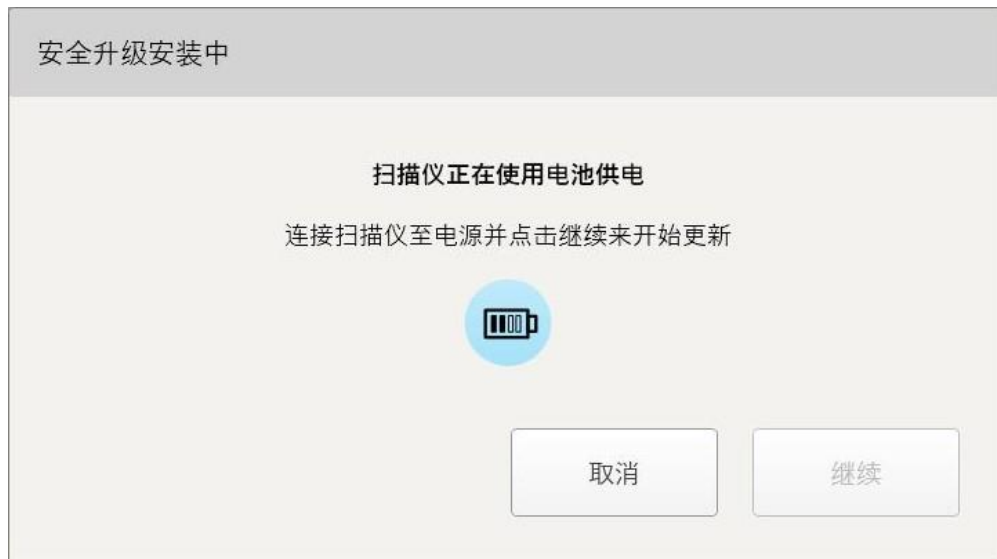 安全升级安装中
扫描仪正在使用电池供电
连接扫描仪至电源并点击继续来开始更新
取消
继续